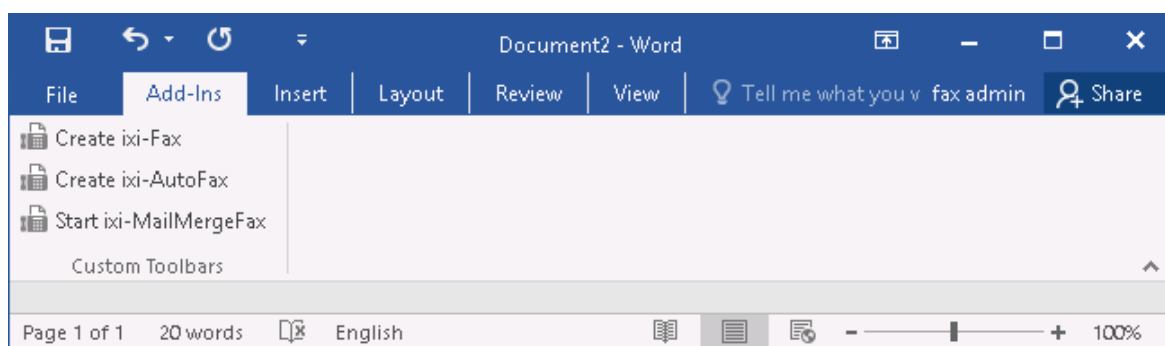 Document2 - Word
File Add-Ins Insert Layout Review View Tell me what you v fax admin Share
Create ixi-Fax
Create ixi-AutoFax
Start ixi-MailMergeFax
Custom Toolbars
Page 1 of 1 20 words English 100%